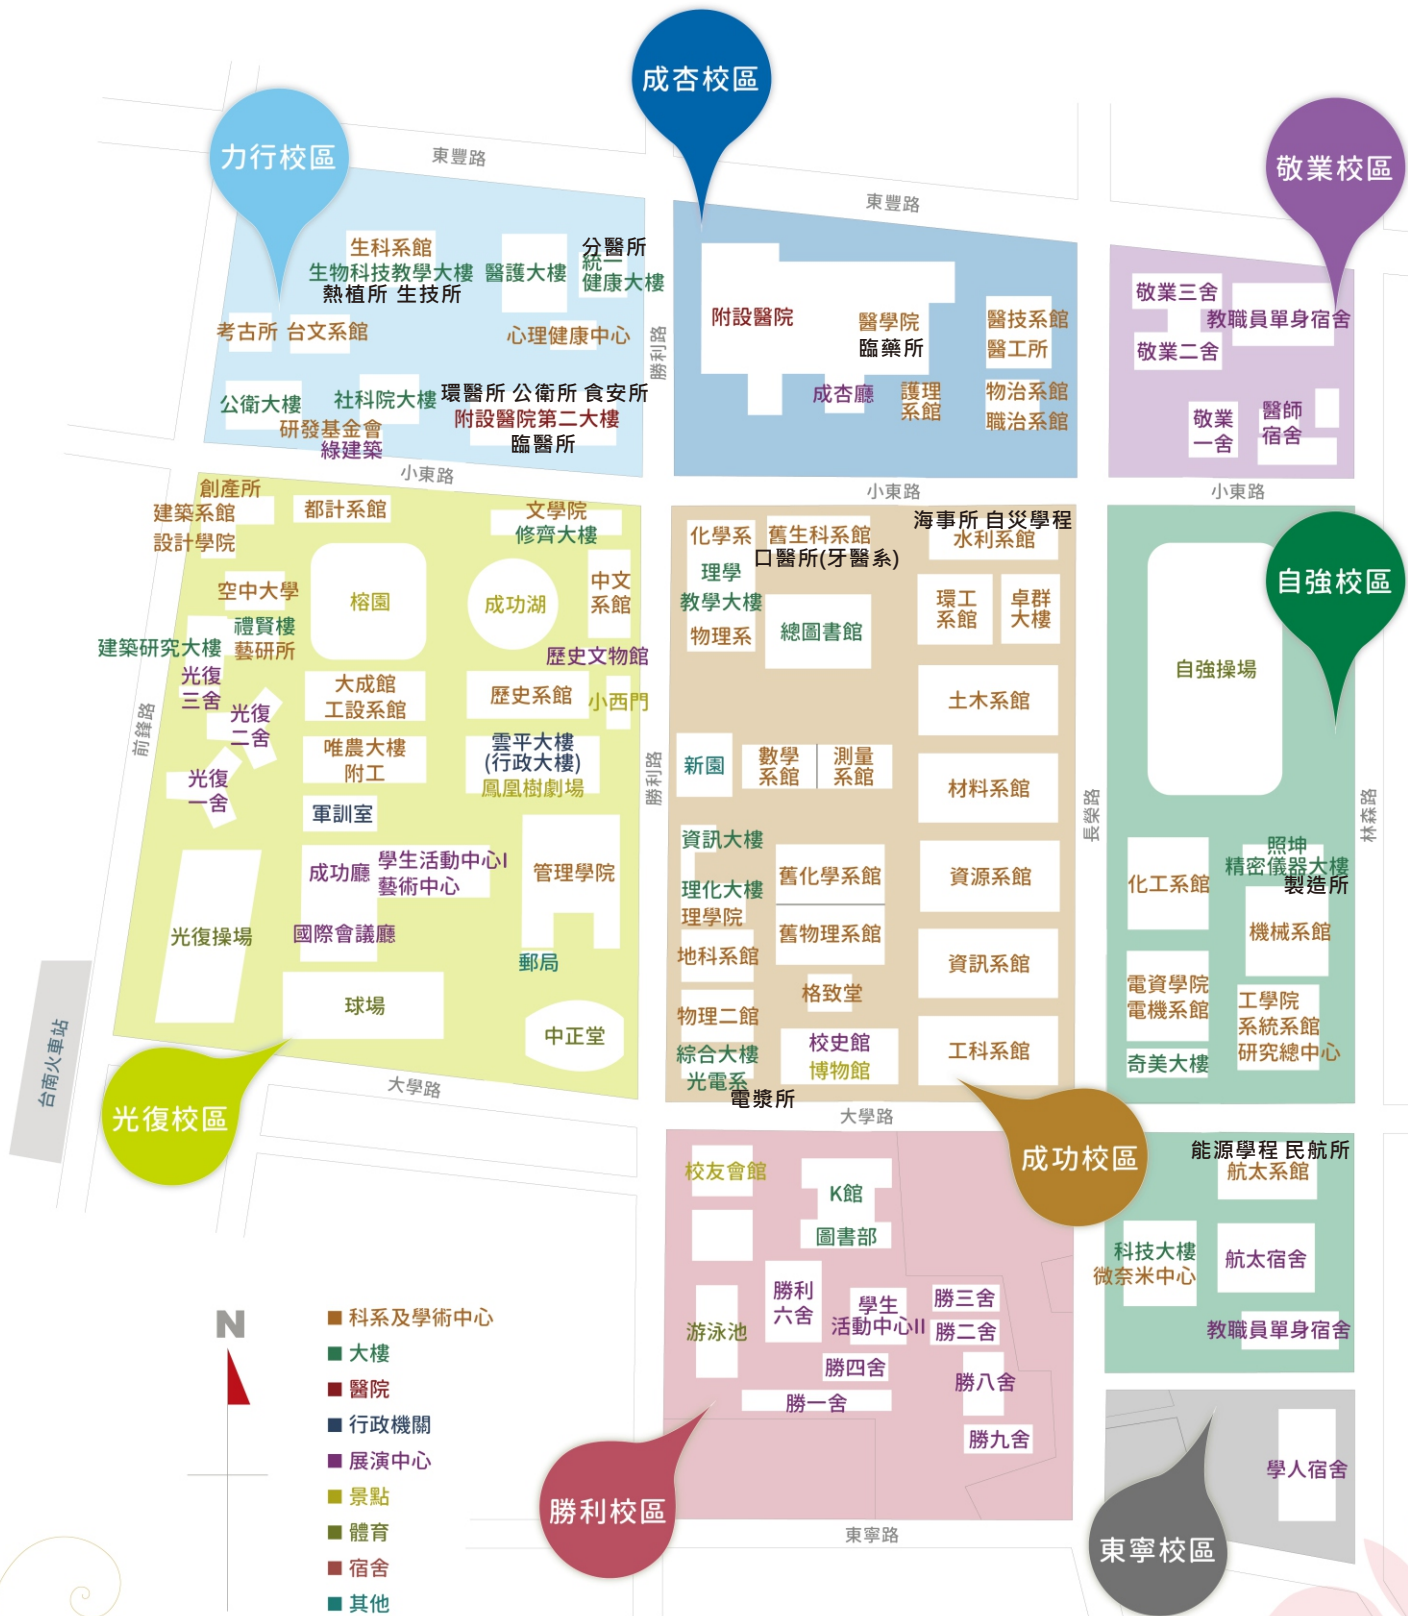 成杏校區
力行校區
敬業校區
東豐路
東豐路
生科系館
生物科技教學大樓
熱植所 生技所
醫護大樓
分醫所
統一
健康大樓
考古所
台文系館
心理健康中心
勝利路
公衛大樓
社科院大樓
研發基金會
綠建築
環醫所 公衛所 食安所
附設醫院第二大樓
臨醫所
附設醫院
醫學院
臨藥所
醫技系館
醫工所
成杏廳
護理
系館
物治系館
職治系館
敬業三舍
教職員單身宿舍
敬業二舍
敬業
一舍
醫師
宿舍
小東路
小東路
小東路
創產所
建築系館
設計學院
都計系館
文學院
修齊大樓
空中大學
榕園
成功湖
中文
系館
禮賢樓
藝研所
建築研究大樓
歷史文物館
光復
三舍
大成館
工設系館
歷史系館
小西門
光復
二舍
前鋒路
唯農大樓
附工
雲平大樓
(行政大樓)
鳳凰樹劇場
勝利路
光復
一舍
軍訓室
成功廳
學生活動中心I
藝術中心
管理學院
光復操場
國際會議廳
郵局
球場
中正堂
台南火車站
光復校區
大學路
化學系
舊生科系館
口醫所(牙醫系)
海事所 自災學程
水利系館
理學
教學大樓
物理系
總圖書館
環工
系館
卓群
大樓
土木系館
新園
數學
系館
測量
系館
材料系館
長榮路
資訊大樓
理化大樓
理學院
舊化學系館
資源系館
舊物理系館
地科系館
資訊系館
格致堂
物理二館
校史館
博物館
工科系館
綜合大樓
光電系
電漿所
大學路
成功校區
自強校區
自強操場
林森路
照坤
精密儀器大樓
製造所
化工系館
機械系館
電資學院
電機系館
工學院
系統系館
研究總中心
奇美大樓
能源學程 民航所
航太系館
科技大樓
微奈米中心
航太宿舍
教職員單身宿舍
校友會館
K館
圖書部
勝利
六舍
學生
活動中心II
勝三舍
勝二舍
游泳池
勝四舍
勝八舍
勝一舍
勝九舍
勝利校區
東寧路
學人宿舍
東寧校區
N
科系及學術中心
大樓
醫院
行政機關
展演中心
景點
體育
宿舍
其他